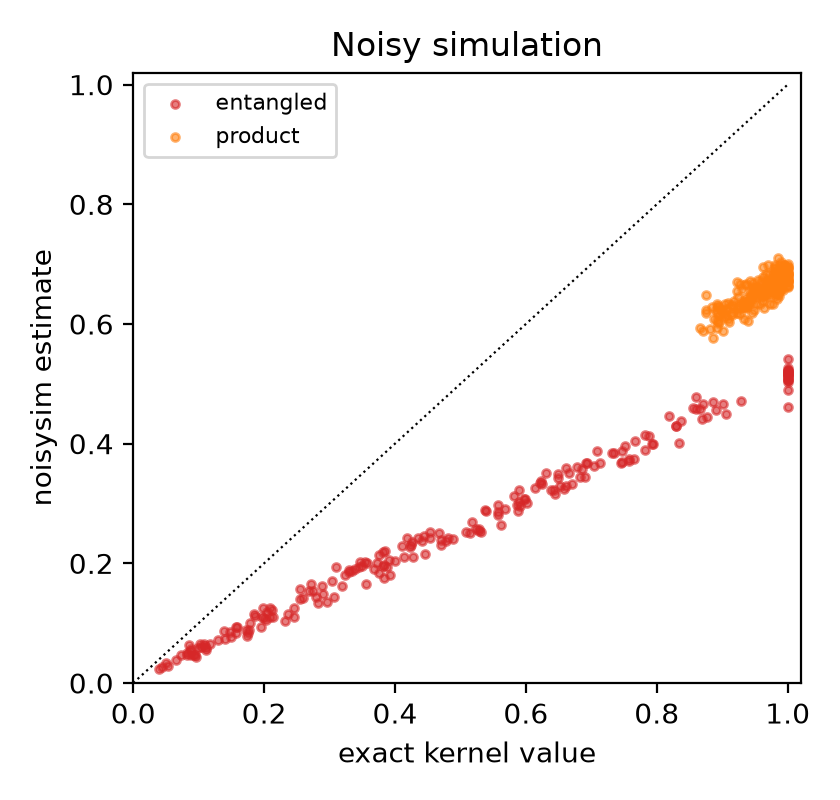 Noisy simulation
entangled
product
noisysim estimate
1.0
0.8
0.6
0.4
0.2
0.0
0.0 0.2 0.4 0.6 0.8 1.0
exact kernel value